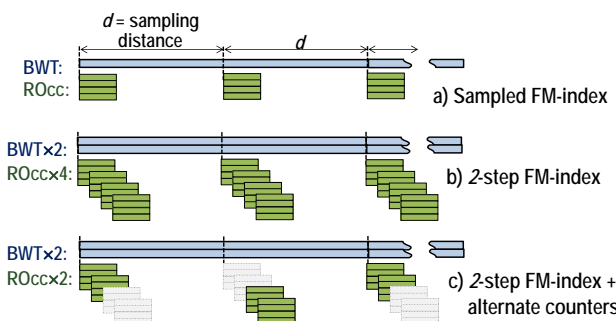 d = sampling
distance
d
BWT:
ROcc:
a) Sampled FM-index
BWT×2:
ROcc×4:
b) 2-step FM-index
BWT×2:
ROcc×2:
c) 2-step FM-index +
alternate counters